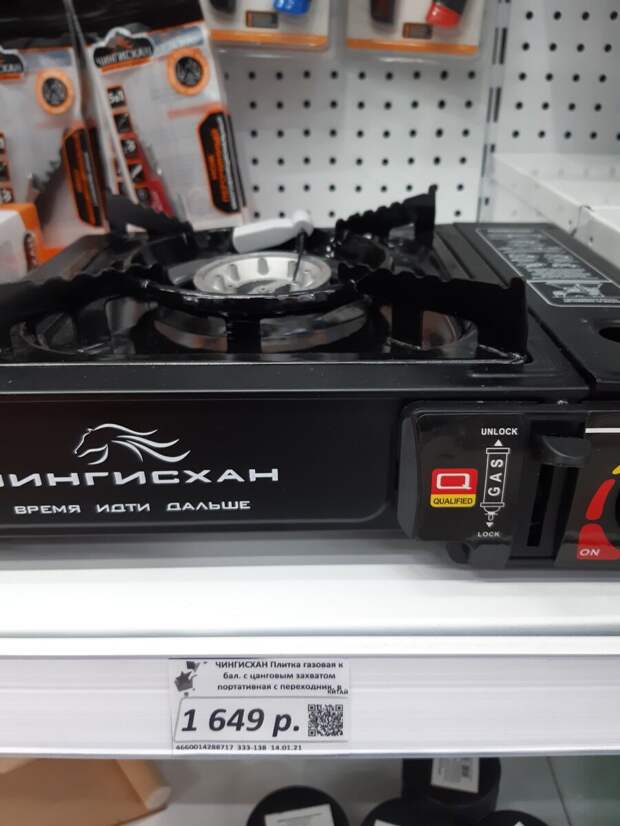 ЧИНГИСХАН
UNLOCK
GAS
Q
QUALIFIED
LOCK
ON
ЧИНГИСХАН
ВРЕМЯ ИДТИ ДАЛЬШЕ
ЧИНГИСХАН Плитка газовая к
бал. с цанговым захватом
портативная с переходник, в
КИТАЙ
1 649 р.
4660014288717 333-138 14.01.21